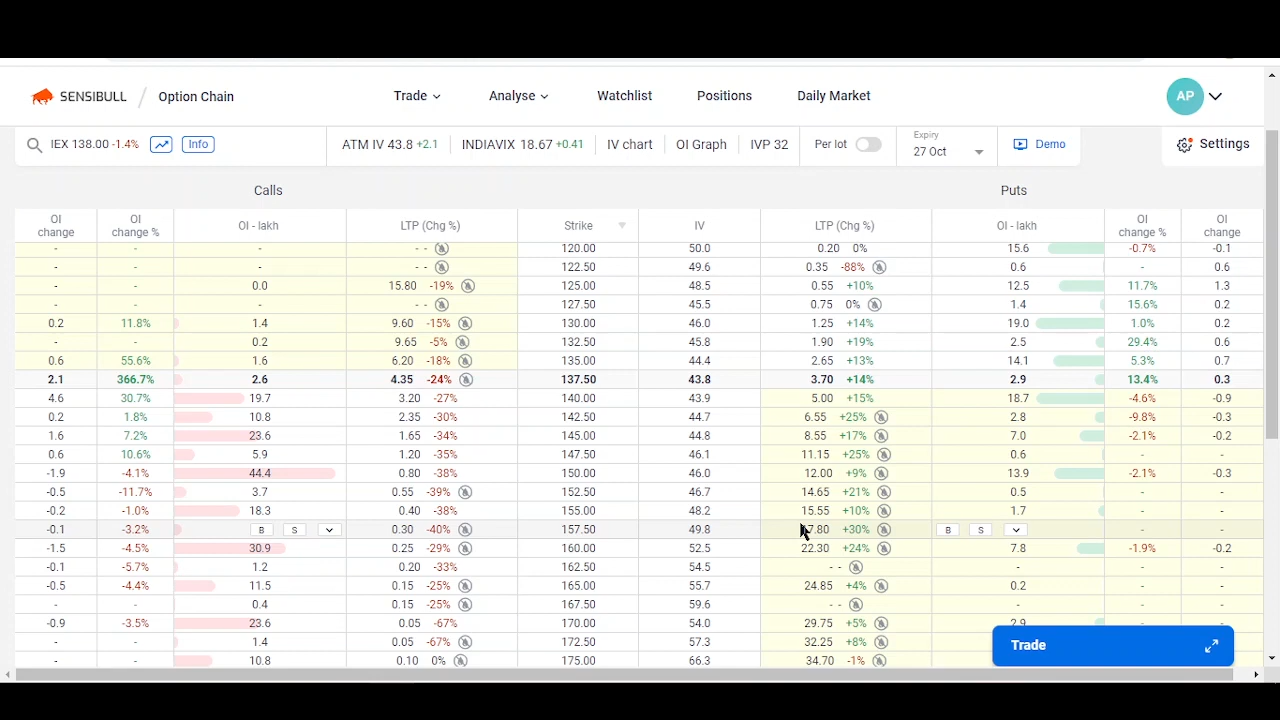 SENSIBULL / Option Chain Trade Analyse Watchlist Positions Daily Market AP
IEX 138.00 -1.4% Info ATM IV 43.8 +2.1 INDIAVIX 18.67 +0.41 IV chart OI Graph IVP 32 Per lot Expiry 27 Oct Demo Settings
Calls Puts
OI change OI change % OI - lakh LTP (Chg %) Strike IV LTP (Chg %) OI - lakh OI change % OI change
- - - - - 120.00 50.0 0.20 0% 15.6 -0.7% -0.1
- - - - - 122.50 49.6 0.35 -88% 0.6 - 0.6
- - 0.0 15.80 -19% 125.00 48.5 0.55 +10% 12.5 11.7% 1.3
- - - - - 127.50 45.5 0.75 0% 1.4 15.6% 0.2
0.2 11.8% 1.4 9.60 -15% 130.00 46.0 1.25 +14% 19.0 1.0% 0.2
- - 0.2 9.65 -5% 132.50 45.8 1.90 +19% 2.5 29.4% 0.6
0.6 55.6% 1.6 6.20 -18% 135.00 44.4 2.65 +13% 14.1 5.3% 0.7
2.1 366.7% 2.6 4.35 -24% 137.50 43.8 3.70 +14% 2.9 13.4% 0.3
4.6 30.7% 19.7 3.20 -27% 140.00 43.9 5.00 +15% 18.7 -4.6% -0.9
0.2 1.8% 10.8 2.35 -30% 142.50 44.7 6.55 +25% 2.8 -9.8% -0.3
1.6 7.2% 23.6 1.65 -34% 145.00 44.8 8.55 +17% 7.0 -2.1% -0.2
0.6 10.6% 5.9 1.20 -35% 147.50 46.1 11.15 +25% 0.6 - -
-1.9 -4.1% 44.4 0.80 -38% 150.00 46.0 12.00 +9% 13.9 -2.1% -0.3
-0.5 -11.7% 3.7 0.55 -39% 152.50 46.7 14.65 +21% 0.5 - -
-0.2 -1.0% 18.3 0.40 -38% 155.00 48.2 15.55 +10% 1.7 - -
-0.1 -3.2% B S 0.30 -40% 157.50 49.8 7.80 +30% B S - -
-1.5 -4.5% 30.9 0.25 -29% 160.00 52.5 22.30 +24% 7.8 -1.9% -0.2
-0.1 -5.7% 1.2 0.20 -33% 162.50 54.5 - - - - -
-0.5 -4.4% 11.5 0.15 -25% 165.00 55.7 24.85 +4% 0.2 - -
- - 0.4 0.15 -25% 167.50 59.6 - - - - -
-0.9 -3.5% 23.6 0.05 -67% 170.00 54.0 29.75 +5% 2.9 - -
- - 1.4 0.05 -67% 172.50 57.3 32.25 +8%
- - 10.8 0.10 0% 175.00 66.3 34.70 -1%
Trade